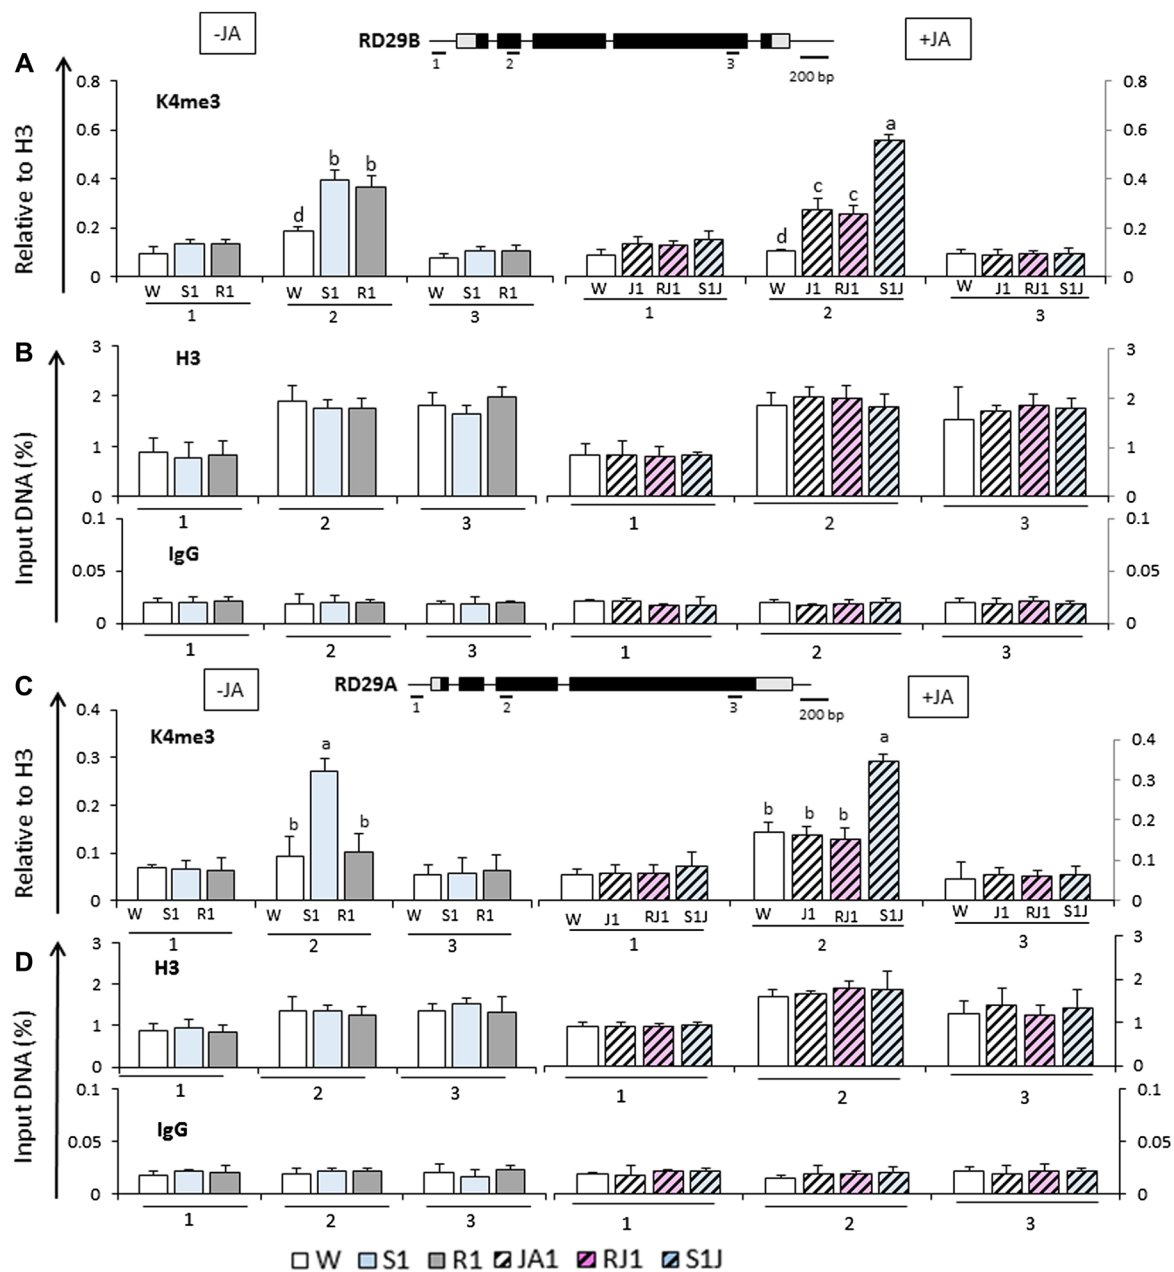 -JA
RD29B
1 2 3
200 bp
+JA
A
K4me3
Relative to H3
0.8 0.6 0.4 0.2 0
d b b
d c c a
0.8 0.6 0.4 0.2 0
W S1 R1 W S1 R1 W S1 R1 W J1 RJ1 S1J W J1 RJ1 S1J W J1 RJ1 S1J
1 2 3 1 2 3
B
H3
Input DNA (%)
3 2 1 0
3 2 1 0
1 2 3 1 2 3
IgG
0.1 0.05 0
0.1 0.05 0
1 2 3 1 2 3
C
-JA
RD29A
1 2 3
200 bp
+JA
K4me3
Relative to H3
0.4 0.3 0.2 0.1 0
b a b
b b b a
0.4 0.3 0.2 0.1 0
W S1 R1 W S1 R1 W S1 R1 W J1 RJ1 S1J W J1 RJ1 S1J W J1 RJ1 S1J
1 2 3 1 2 3
D
H3
Input DNA (%)
3 2 1 0
3 2 1 0
1 2 3 1 2 3
IgG
0.1 0.05 0
0.1 0.05 0
1 2 3 1 2 3
W S1 R1 JA1 RJ1 S1J